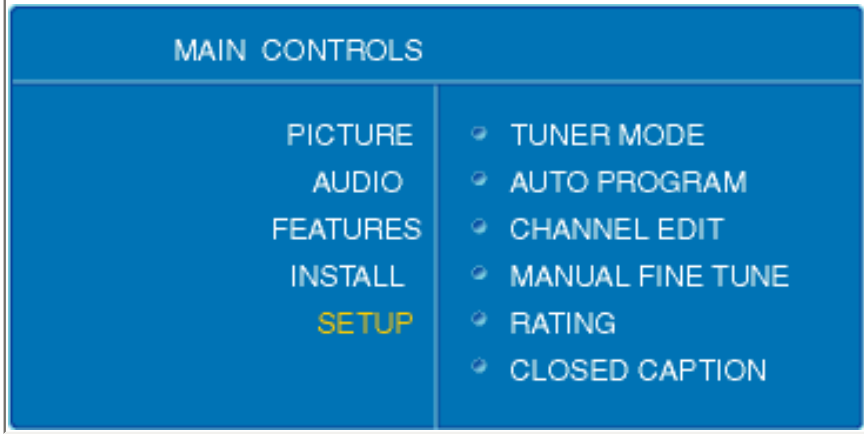 MAIN CONTROLS
PICTURE
AUDIO
FEATURES
INSTALL
SETUP
TUNER MODE
AUTO PROGRAM
CHANNEL EDIT
MANUAL FINE TUNE
RATING
CLOSED CAPTION